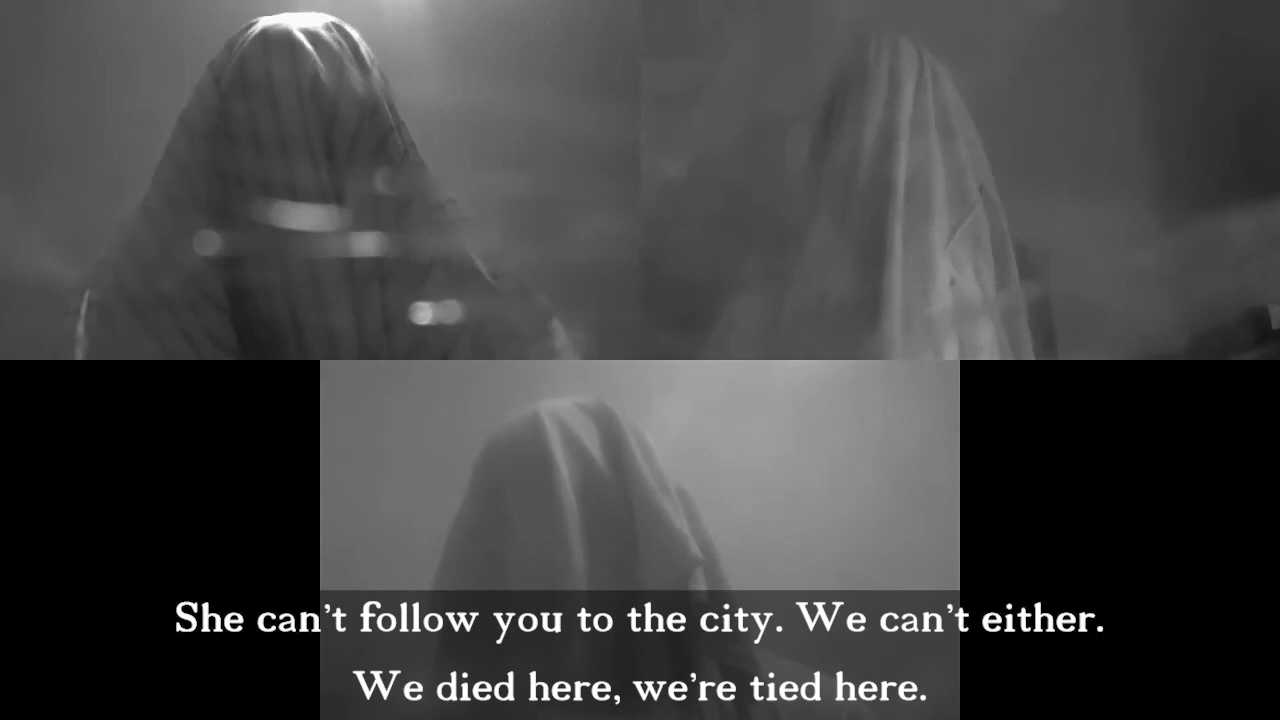 She can't follow you to the city. We can't either.
We died here, we're tied here.